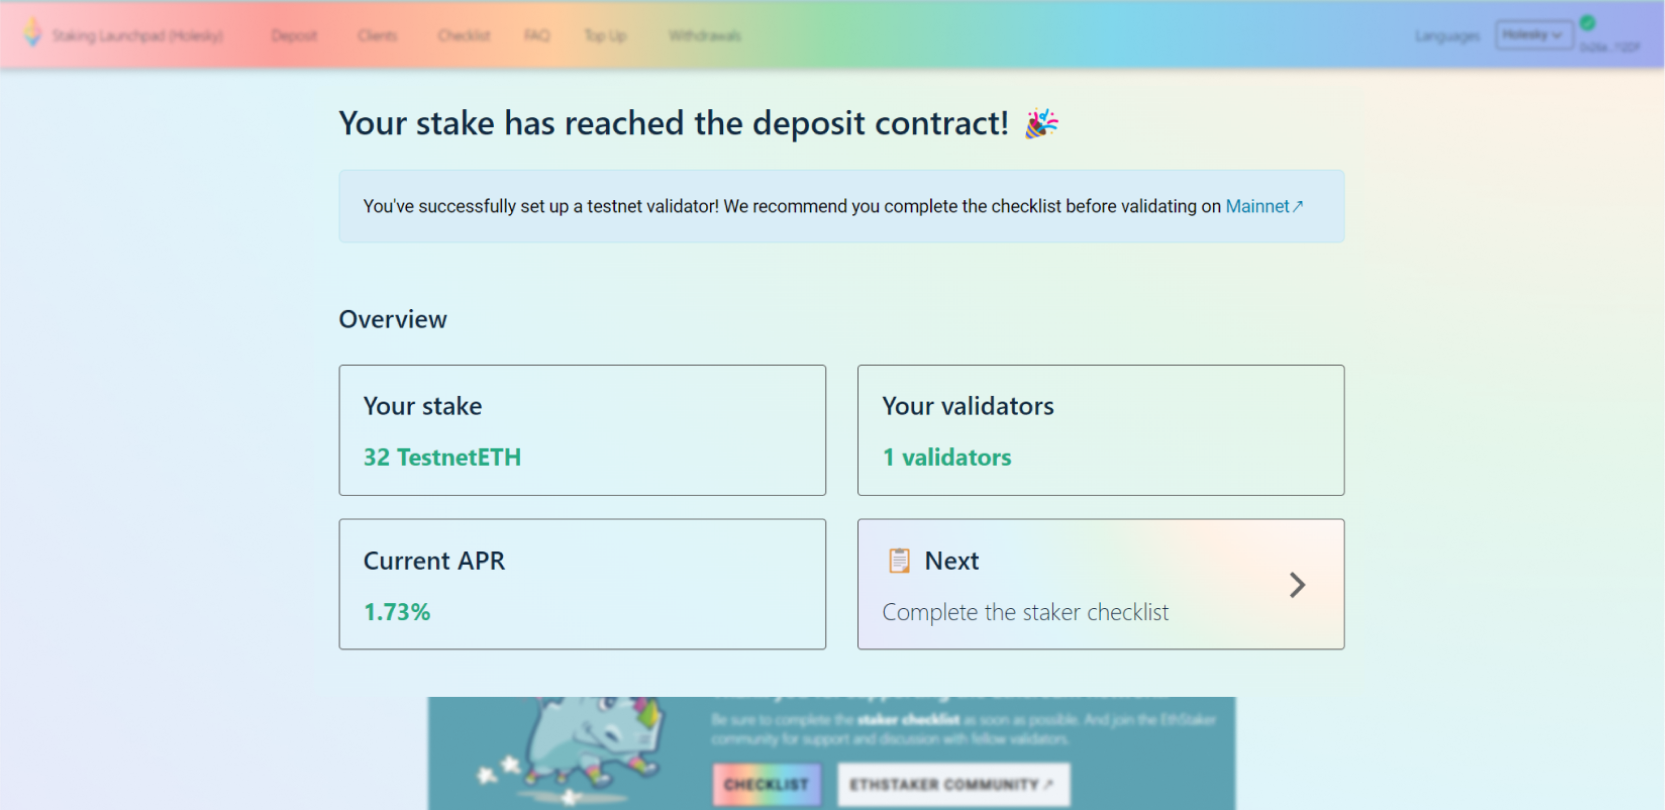 Staking Launchpad (Holesky) Deposit Clients Checklist FAQ Top Up Withdrawals Languages Holesky
Your stake has reached the deposit contract!
You've successfully set up a testnet validator! We recommend you complete the checklist before validating on Mainnet↗
Overview
Your stake
32 TestnetETH
Your validators
1 validators
Current APR
1.73%
Next
Complete the staker checklist
Be sure to complete the staker checklist as soon as possible. And join the EthStaker
community for support and discussion with fellow validators.
CHECKLIST ETHSTAKER COMMUNITY ↗